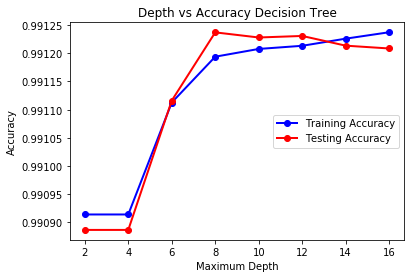 Depth vs Accuracy Decision Tree
0.99125
0.99120
0.99115
0.99110
0.99105
0.99100
0.99095
0.99090
Accuracy
Training Accuracy
Testing Accuracy
2 4 6 8 10 12 14 16
Maximum Depth